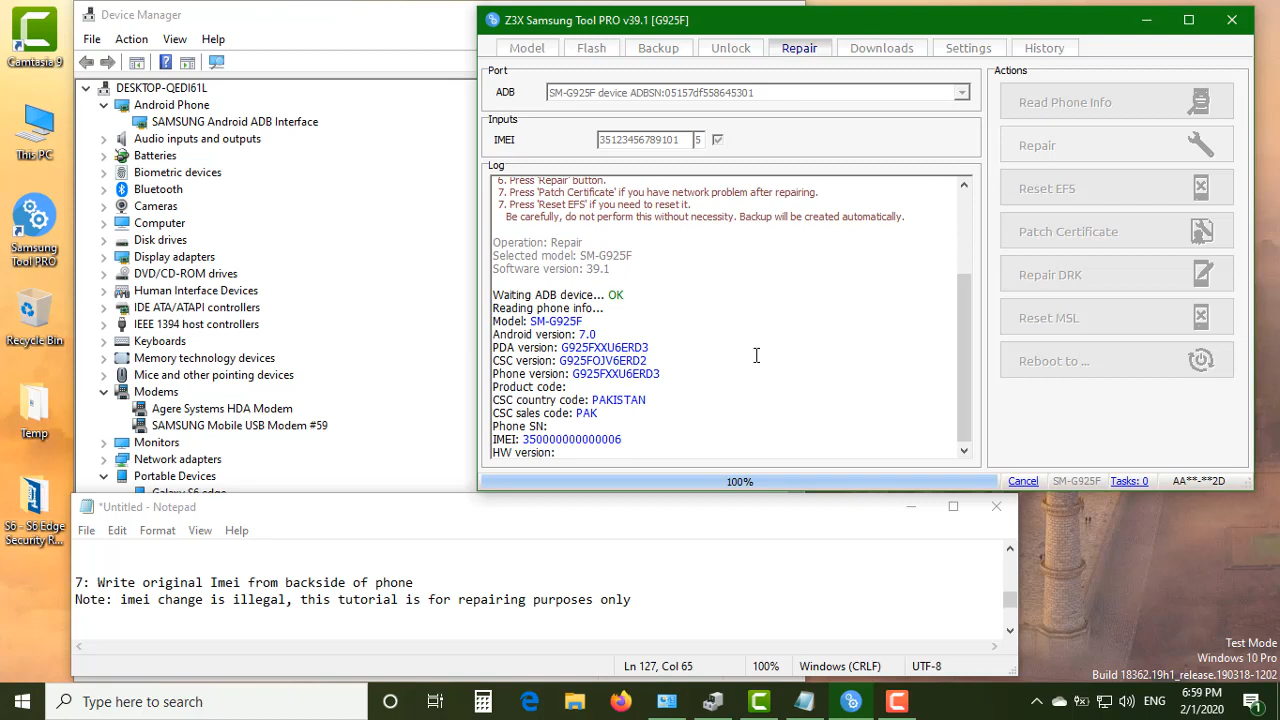 Camtasia 9
This PC
Samsung
Tool PRO
Recycle Bin
Temp
S6 - S6 Edge
Security R...
Device Manager
File Action View Help
DESKTOP-QEDI61L
Android Phone
SAMSUNG Android ADB Interface
Audio inputs and outputs
Batteries
Biometric devices
Bluetooth
Cameras
Computer
Disk drives
Display adapters
DVD/CD-ROM drives
Human Interface Devices
IDE ATA/ATAPI controllers
IEEE 1394 host controllers
Keyboards
Memory technology devices
Mice and other pointing devices
Modems
Agere Systems HDA Modem
SAMSUNG Mobile USB Modem #59
Monitors
Network adapters
Portable Devices
Galaxy S6 edge
Z3X Samsung Tool PRO v39.1 [G925F]
Model Flash Backup Unlock Repair Downloads Settings History
Port
ADB SM-G925F device ADBSN:05157df558645301
Inputs
IMEI 35123456789101 5
Log
6. Press 'Repair' button.
7. Press 'Patch Certificate' if you have network problem after repairing.
7. Press 'Reset EFS' if you need to reset it.
Be carefully, do not perform this without necessity. Backup will be created automatically.
Operation: Repair
Selected model: SM-G925F
Software version: 39.1
Waiting ADB device... OK
Reading phone info...
Model: SM-G925F
Android version: 7.0
PDA version: G925FXXU6ERD3
CSC version: G925FOJV6ERD2
Phone version: G925FXXU6ERD3
Product code:
CSC country code: PAKISTAN
CSC sales code: PAK
Phone SN:
IMEI: 350000000000006
HW version:
Actions
Read Phone Info
Repair
Reset EFS
Patch Certificate
Repair DRK
Reset MSL
Reboot to ...
100% Cancel SM-G925F Tasks: 0 AA**-**2D
*Untitled - Notepad
File Edit Format View Help
7: Write original Imei from backside of phone
Note: imei change is illegal, this tutorial is for repairing purposes only
Ln 127, Col 65 100% Windows (CRLF) UTF-8
Test Mode
Windows 10 Pro
Build 18362.19h1_release.190318-1202
Type here to search
ENG
6:59 PM
2/1/2020
1